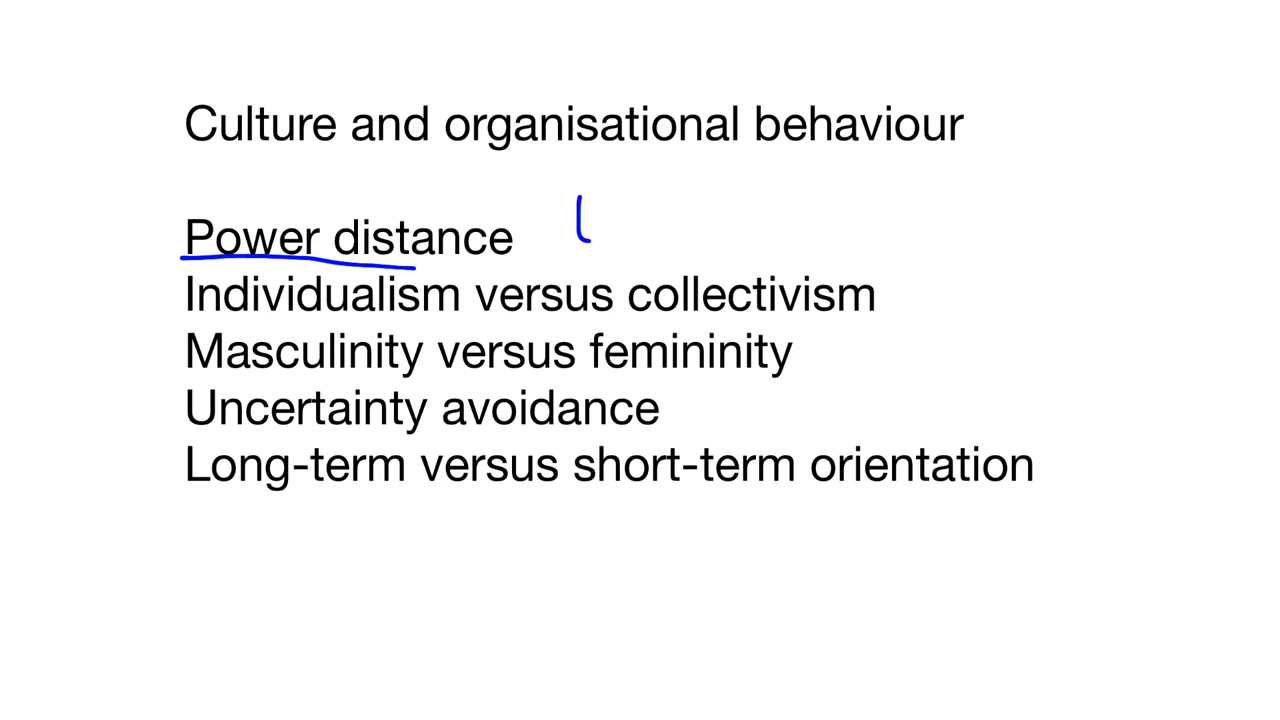 Culture and organisational behaviour
Power distance
Individualism versus collectivism
Masculinity versus femininity
Uncertainty avoidance
Long-term versus short-term orientation